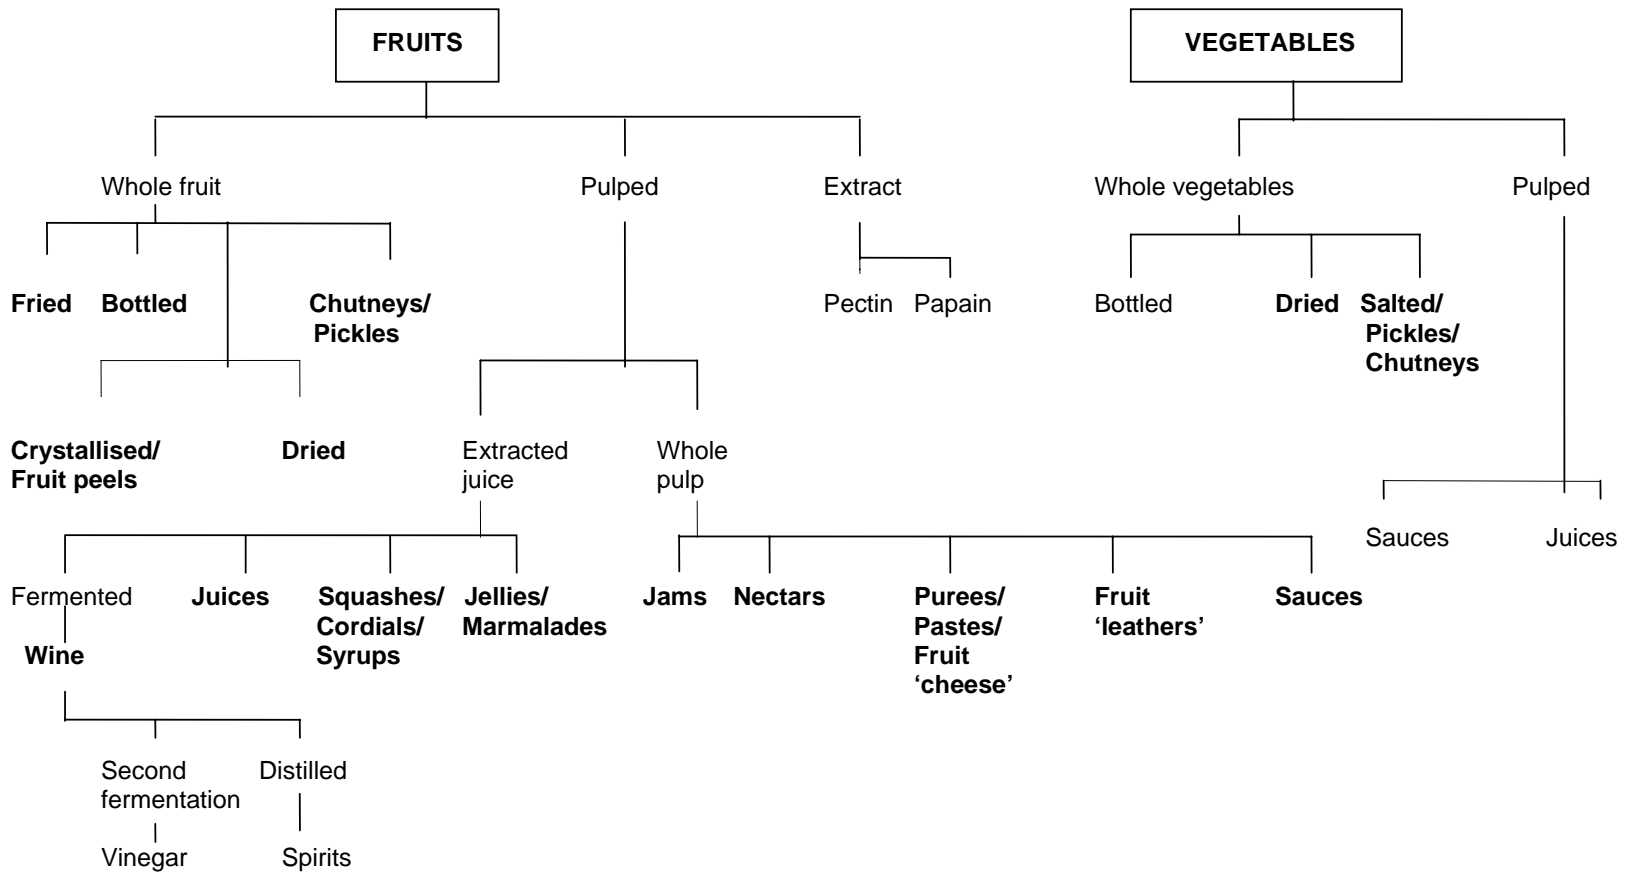 FRUITS
VEGETABLES
Whole fruit
Pulped
Extract
Whole vegetables
Pulped
Fried
Bottled
Chutneys/
Pickles
Pectin
Papain
Bottled
Dried
Salted/
Pickles/
Chutneys
Crystallised/
Fruit peels
Dried
Extracted
juice
Whole
pulp
Sauces
Juices
Fermented
Juices
Squashes/
Cordials/
Syrups
Jellies/
Marmalades
Jams
Nectars
Purees/
Pastes/
Fruit
‘cheese’
Fruit
‘leathers’
Sauces
Wine
Second
fermentation
Distilled
Vinegar
Spirits